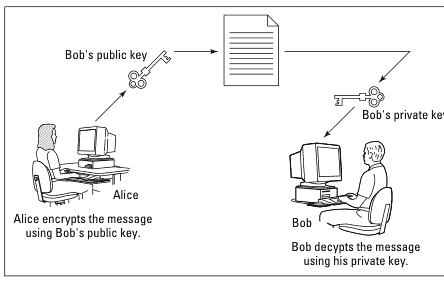 Bob's public key
Bob's private key
Alice
Alice encrypts the message
using Bob's public key.
Bob
Bob decypts the message
using his private key.